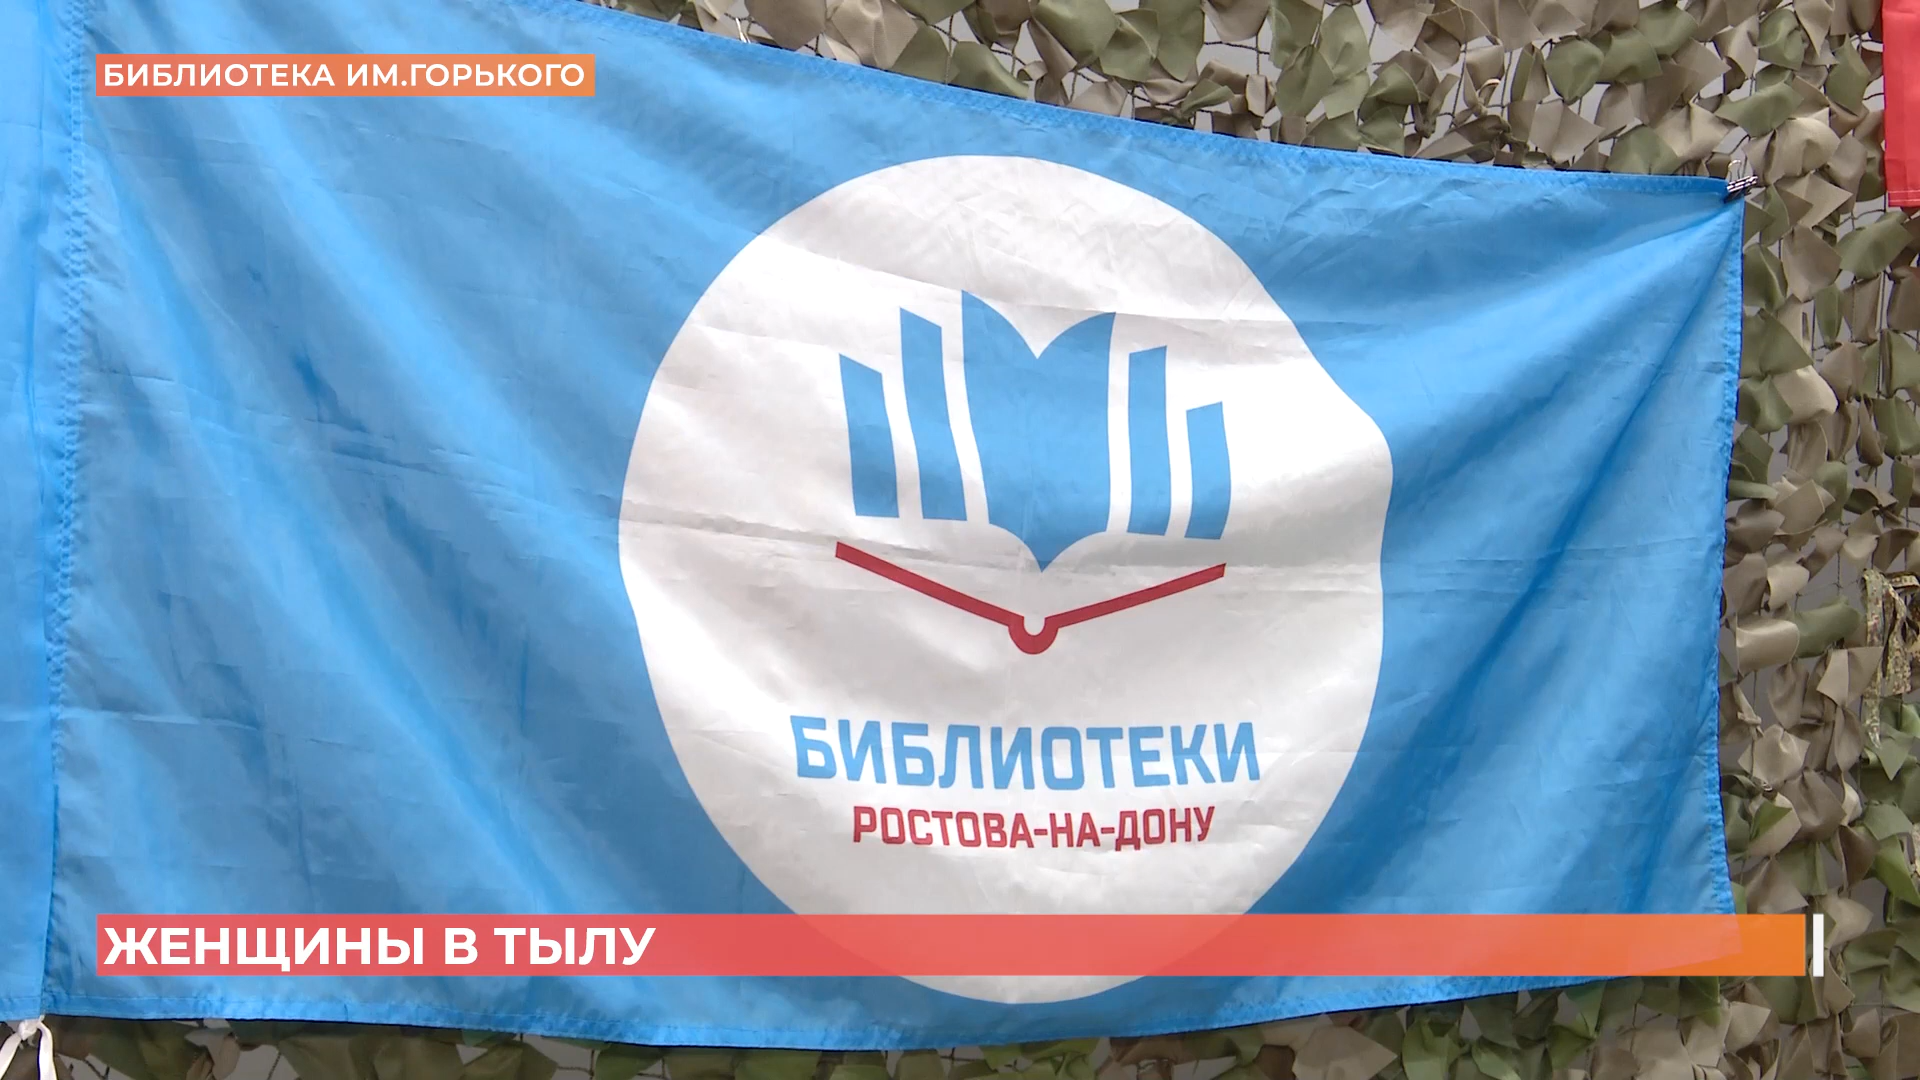 БИБЛИОТЕКА ИМ.ГОРЬКОГО
БИБЛИОТЕКИ
РОСТОВА-НА-ДОНУ
ЖЕНЩИНЫ В ТЫЛУ